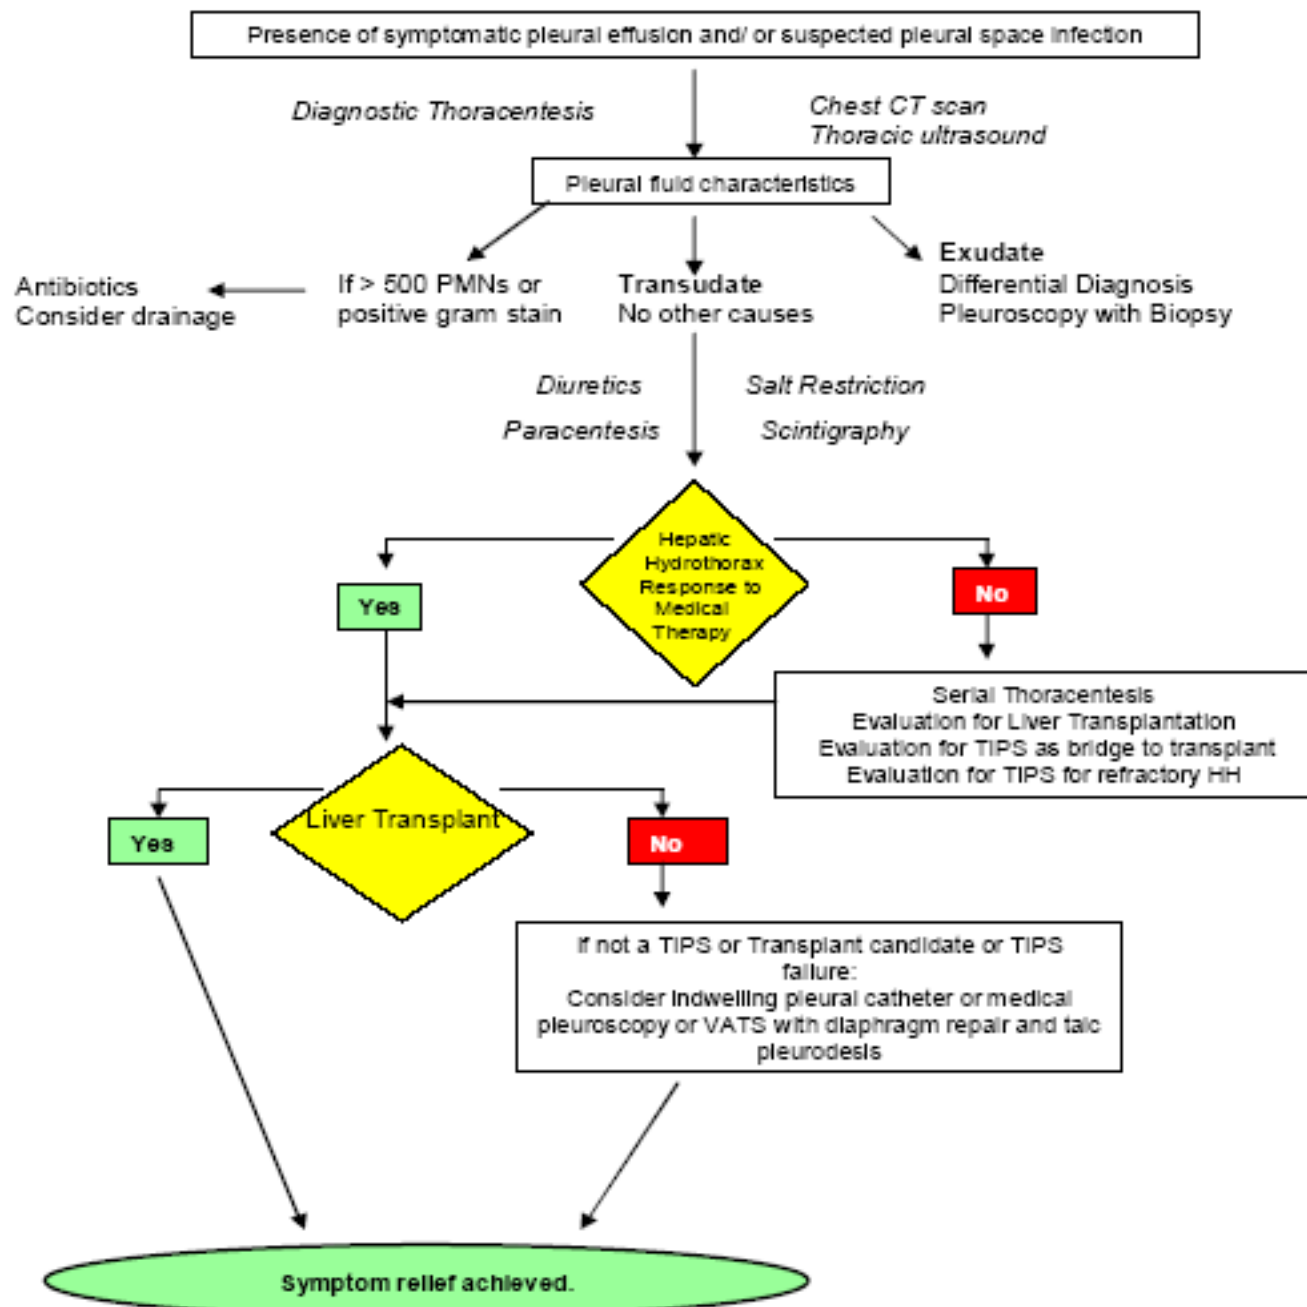 Presence of symptomatic pleural effusion and/ or suspected pleural space infection
Diagnostic Thoracentesis
Chest CT scan
Thoracic ultrasound
Pleural fluid characteristics
Antibiotics
Consider drainage
If > 500 PMNs or
positive gram stain
Transudate
No other causes
Exudate
Differential Diagnosis
Pleuroscopy with Biopsy
Diuretics
Salt Restriction
Paracentesis
Scintigraphy
Hepatic
Hydrothorax
Response to
Medical
Therapy
Yes
No
Serial Thoracentesis
Evaluation for Liver Transplantation
Evaluation for TIPS as bridge to transplant
Evaluation for TIPS for refractory HH
Liver Transplant
Yes
No
If not a TIPS or Transplant candidate or TIPS
failure:
Consider indwelling pleural catheter or medical
pleuroscopy or VATS with diaphragm repair and talc
pleurodesis
Symptom relief achieved.